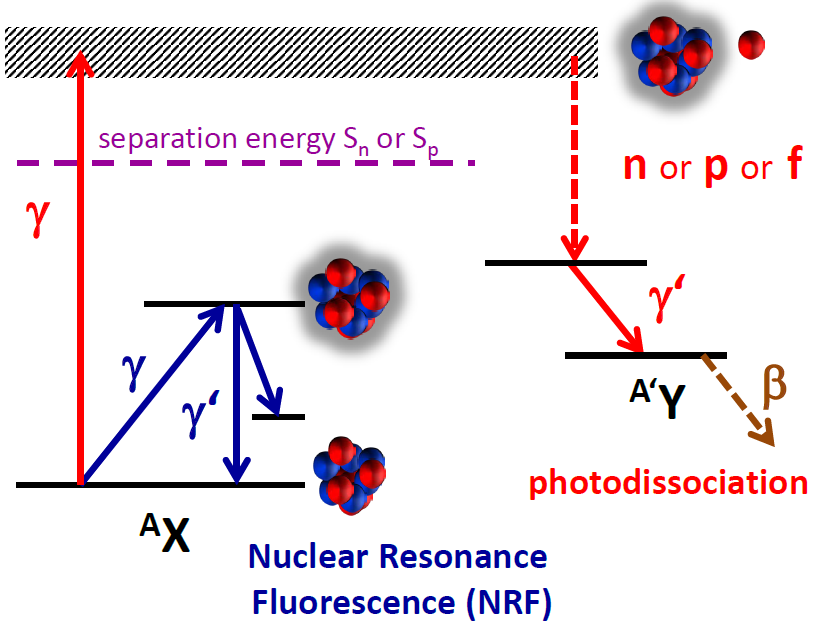 separation energy Sn or Sp
n or p or f
γ
γ‘
γ
γ‘
β
A‘Y
photodissociation
AX
Nuclear Resonance
Fluorescence (NRF)